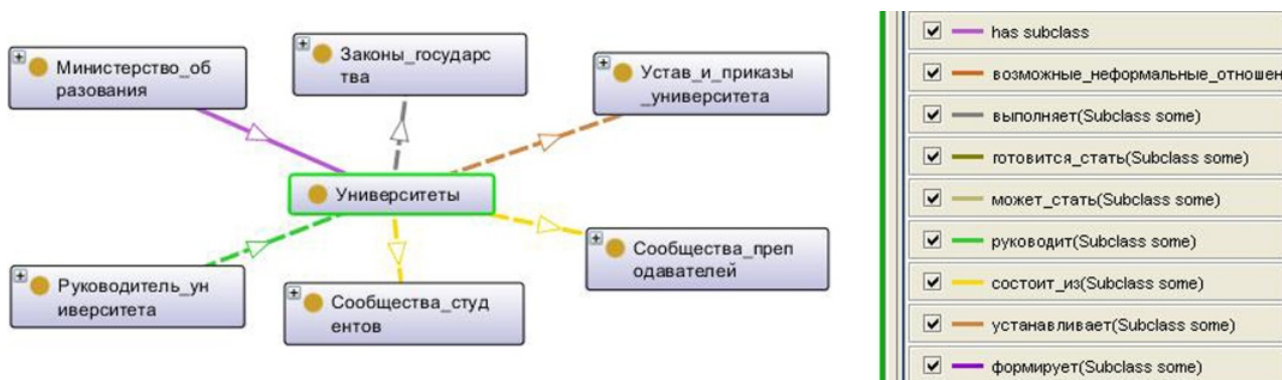 Министерство_об
разования
Законы_государс
тва
Устав_и_приказы
_университета
Университеты
Руководитель_ун
иверситета
Сообщества_студ
ентов
Сообщества_преп
одавателей
has subclass
возможные_неформальные_отношен
выполняет(Subclass some)
готовится_стать(Subclass some)
может_стать(Subclass some)
руководит(Subclass some)
состоит_из(Subclass some)
устанавливает(Subclass some)
формирует(Subclass some)